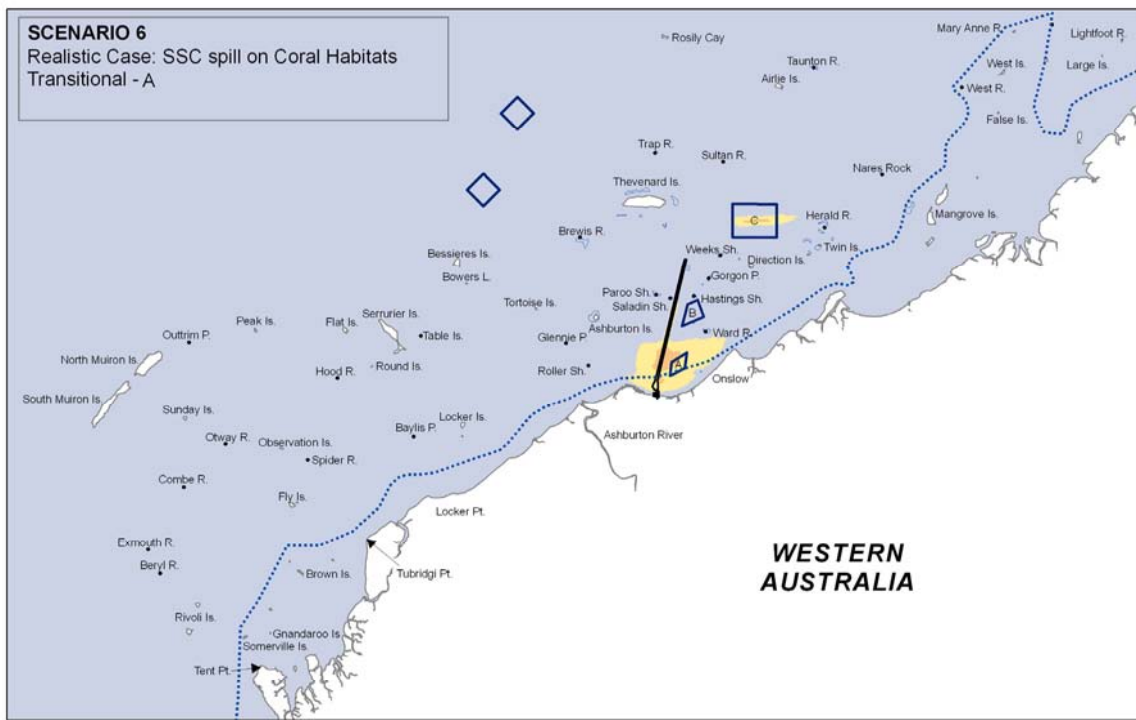 SCENARIO 6
Realistic Case: SSC spill on Coral Habitats
Transitional - A
Rosily Cay
Mary Anne R.
Lightfoot R.
Taunton R.
West Is.
Large Is.
Airlie Is.
West R.
False Is.
Trap R.
Sultan R.
Nares Rock
Thevenard Is.
C
Herald R.
Mangrove Is.
Brewis R.
Twin Is.
Weeks Sh.
Bessieres Is.
Direction Is.
Bowers L.
Gorgon P.
Paroo Sh.
Hastings Sh.
Saladin Sh.
Tortoise Is.
B
Serrurier Is.
Peak Is.
Flat Is.
Ashburton Is.
Outtrim P.
Table Is.
Glennie P.
Ward R.
North Muiron Is.
Round Is.
Roller Sh.
A
Hood R.
Onslow
South Muiron Is.
Sunday Is.
Locker Is.
Baylis P.
Ashburton River
Otway R.
Observation Is.
Spider R.
Combe R.
Fly Is.
Locker Pt.
Exmouth R.
WESTERN
AUSTRALIA
Beryl R.
Brown Is.
Tubridgi Pt.
Rivoli Is.
Gnandaroo Is.
Somerville Is.
Tent Pt.